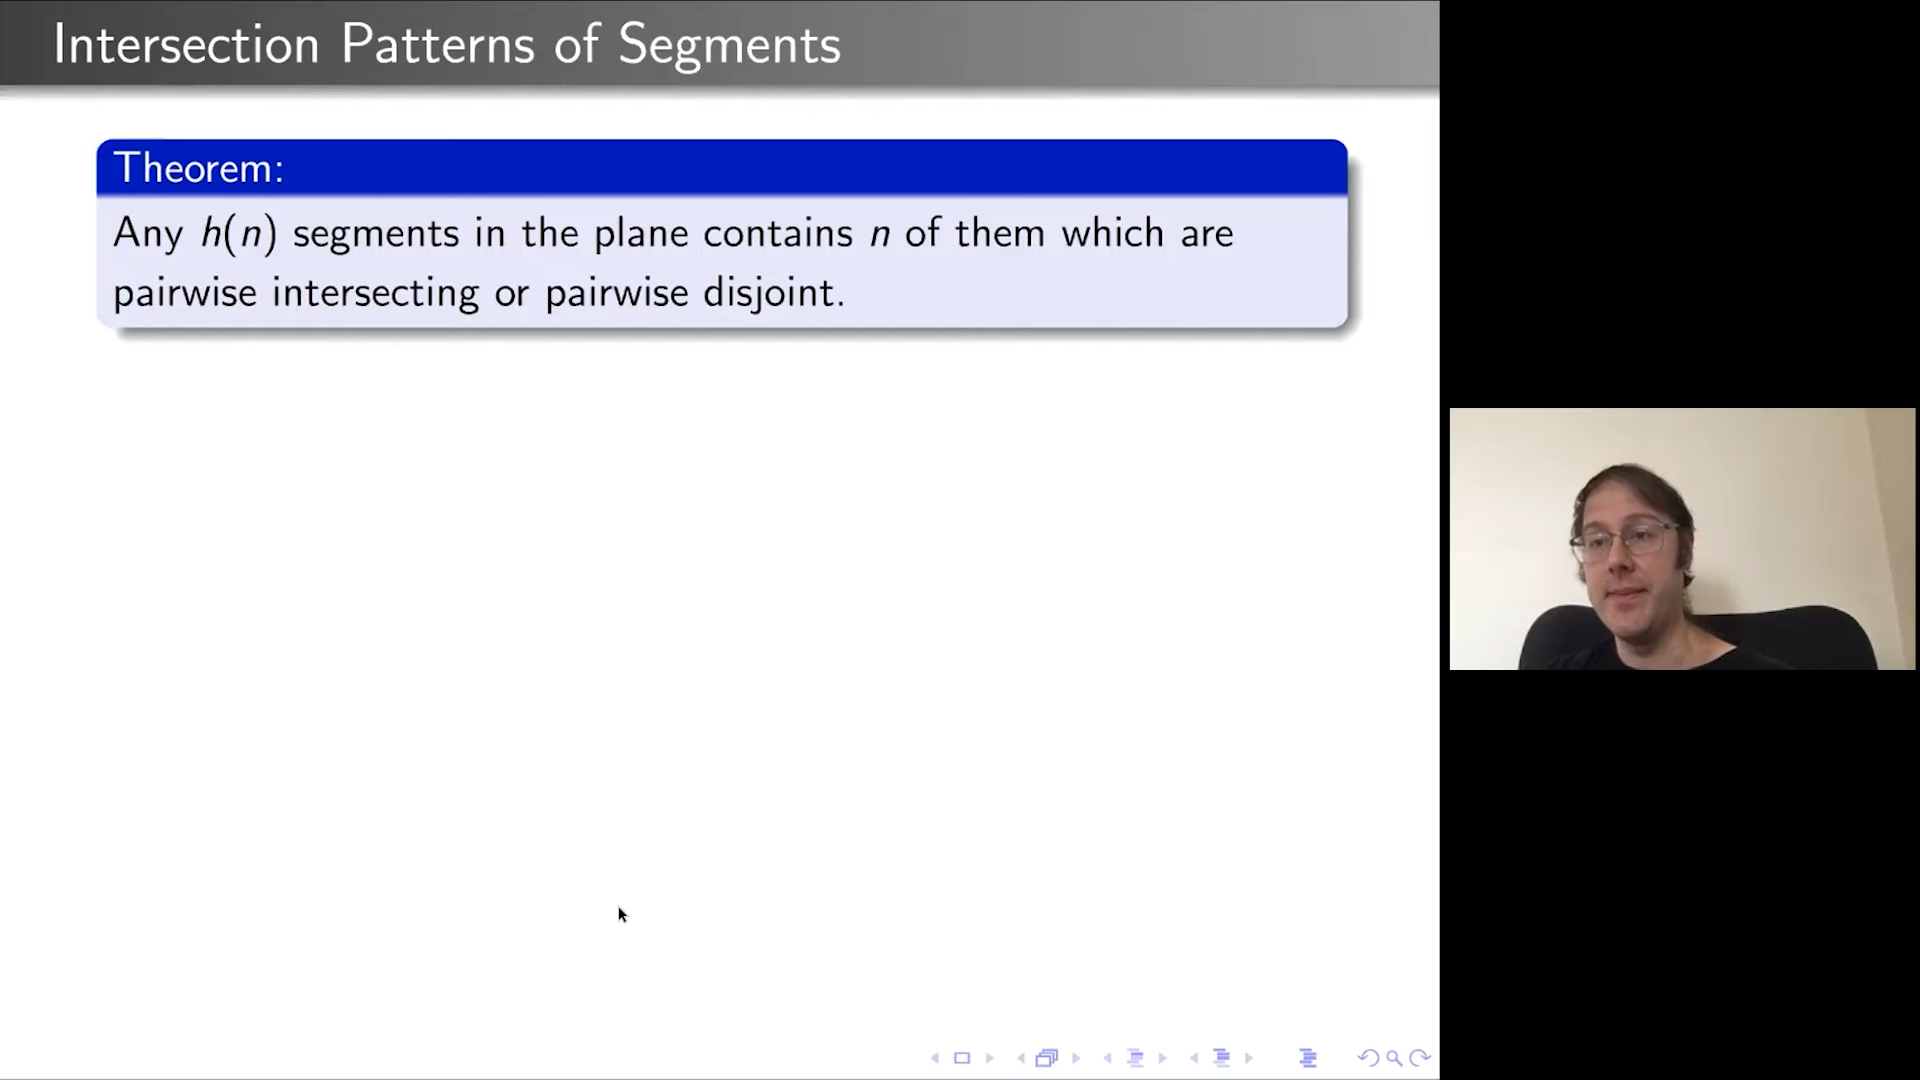 Intersection Patterns of Segments
Theorem:
Any h(n) segments in the plane contains n of them which are
pairwise intersecting or pairwise disjoint.